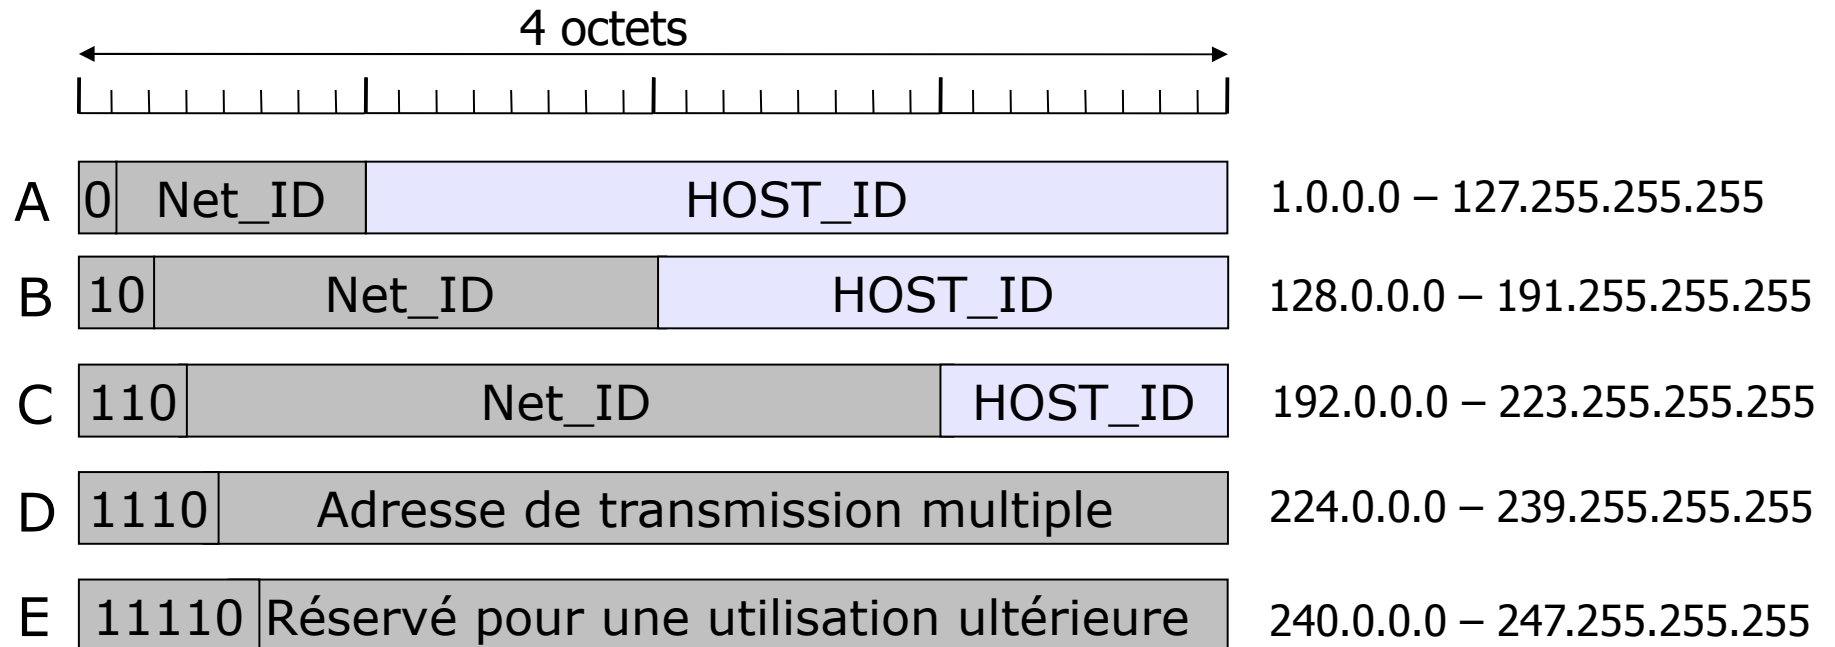 4 octets
A 0 Net_ID HOST_ID 1.0.0.0 – 127.255.255.255
B 10 Net_ID HOST_ID 128.0.0.0 – 191.255.255.255
C 110 Net_ID HOST_ID 192.0.0.0 – 223.255.255.255
D 1110 Adresse de transmission multiple 224.0.0.0 – 239.255.255.255
E 11110 Réservé pour une utilisation ultérieure 240.0.0.0 – 247.255.255.255